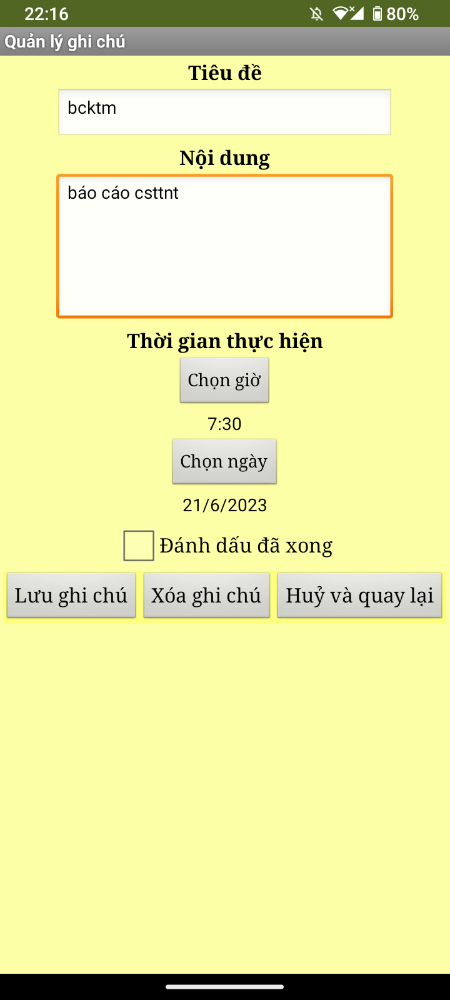 22:16 80%
Quản lý ghi chú
Tiêu đề
bcktm
Nội dung
báo cáo csttnt
Thời gian thực hiện
Chọn giờ
7:30
Chọn ngày
21/6/2023
Đánh dấu đã xong
Lưu ghi chú Xóa ghi chú Huỷ và quay lại